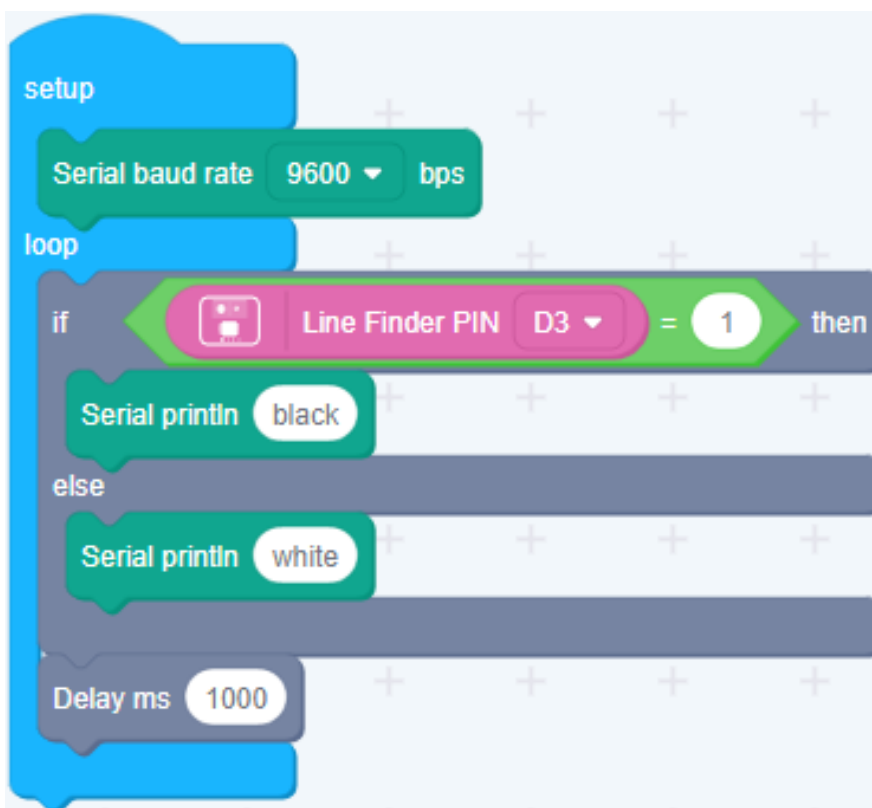 setup
Serial baud rate 9600 bps
loop
if Line Finder PIN D3 = 1 then
Serial println black
else
Serial println white
Delay ms 1000